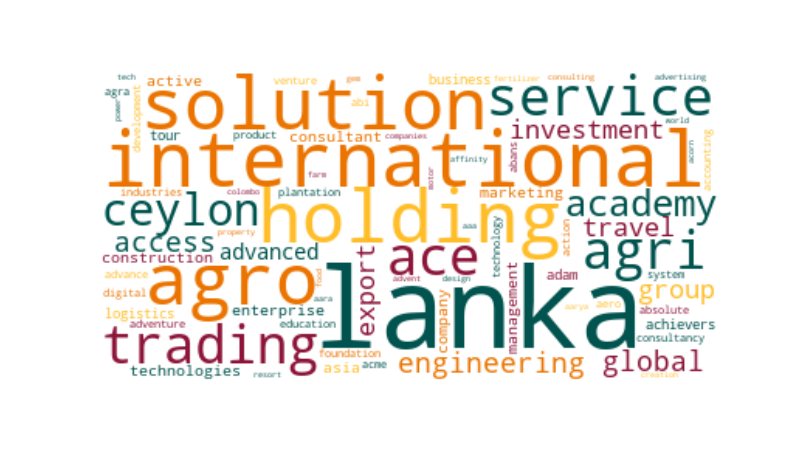 tech
active
venture
gem
business
fertilizer
consulting
advertising
agra
development
solution
abi
service
power
world
tour
product
consultant
companies
investment
international
affinity
abans
acorn
accounting
farm
motor
industries
colombo
plantation
holding
marketing
academy
ceylon
property
aaa
technology
action
travel
access
advanced
export
ace
agri
construction
advance
agro
food
advent
design
management
adam
system
group
digital
aara
lanka
company
aarya
aero
absolute
logistics
enterprise
adventure
education
achievers
trading
consultancy
foundation
technologies
resort
asia
acme
engineering
global
creation